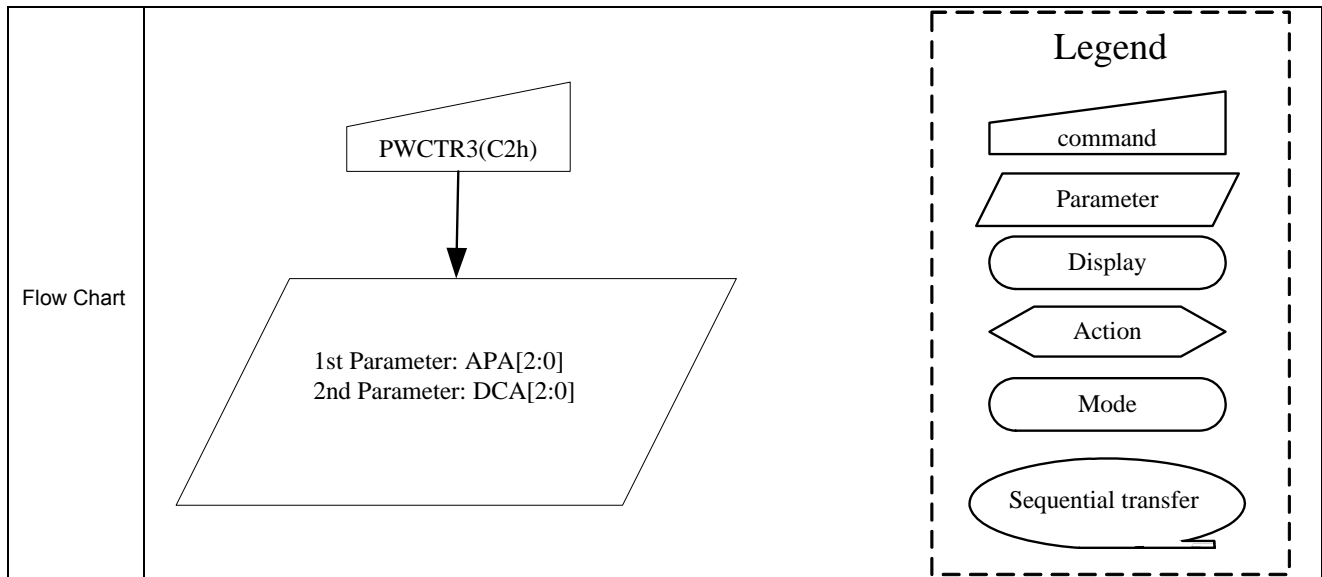 Flow Chart
PWCTR3(C2h)
1st Parameter: APA[2:0]
2nd Parameter: DCA[2:0]
Legend
command
Parameter
Display
Action
Mode
Sequential transfer